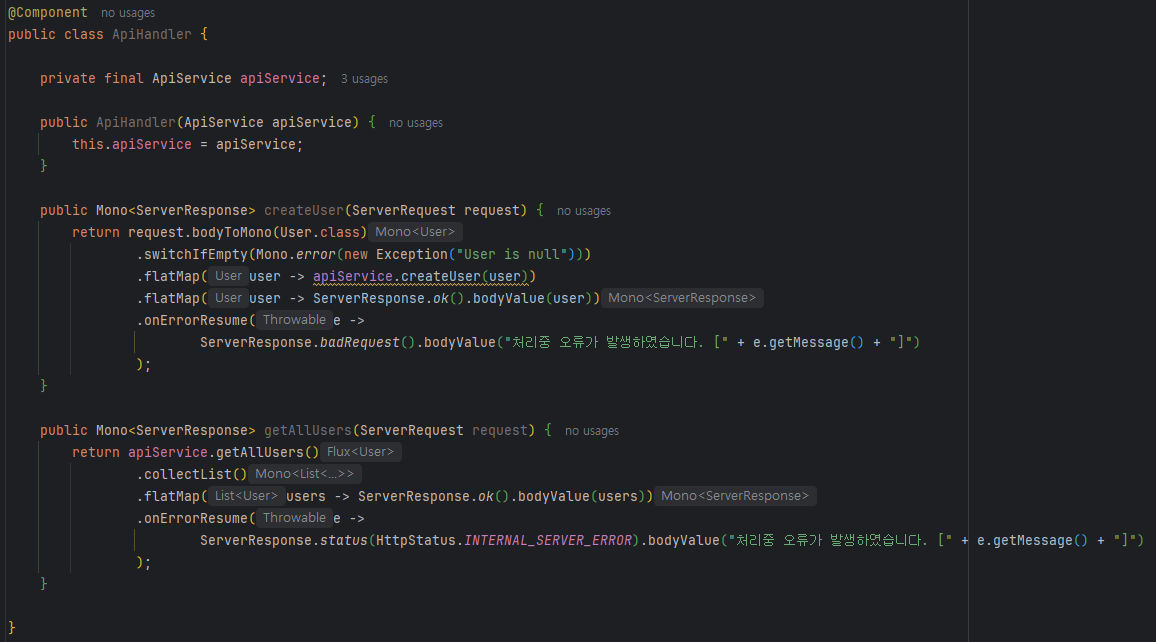 @Component no usages
public class ApiHandler {
private final ApiService apiService; 3 usages
public ApiHandler(ApiService apiService) { no usages
this.apiService = apiService;
}
public Mono<ServerResponse> createUser(ServerRequest request) { no usages
return request.bodyToMono(User.class) Mono<User>
.switchIfEmpty(Mono.error(new Exception("User is null")))
.flatMap( User user -> apiService.createUser(user))
.flatMap( User user -> ServerResponse.ok().bodyValue(user)) Mono<ServerResponse>
.onErrorResume( Throwable e ->
ServerResponse.badRequest().bodyValue("처리중 오류가 발생하였습니다. [" + e.getMessage() + "]")
);
}
public Mono<ServerResponse> getAllUsers(ServerRequest request) { no usages
return apiService.getAllUsers() Flux<User>
.collectList() Mono<List<...>>
.flatMap( List<User> users -> ServerResponse.ok().bodyValue(users)) Mono<ServerResponse>
.onErrorResume( Throwable e ->
ServerResponse.status(HttpStatus.INTERNAL_SERVER_ERROR).bodyValue("처리중 오류가 발생하였습니다. [" + e.getMessage() + "]")
);
}
}